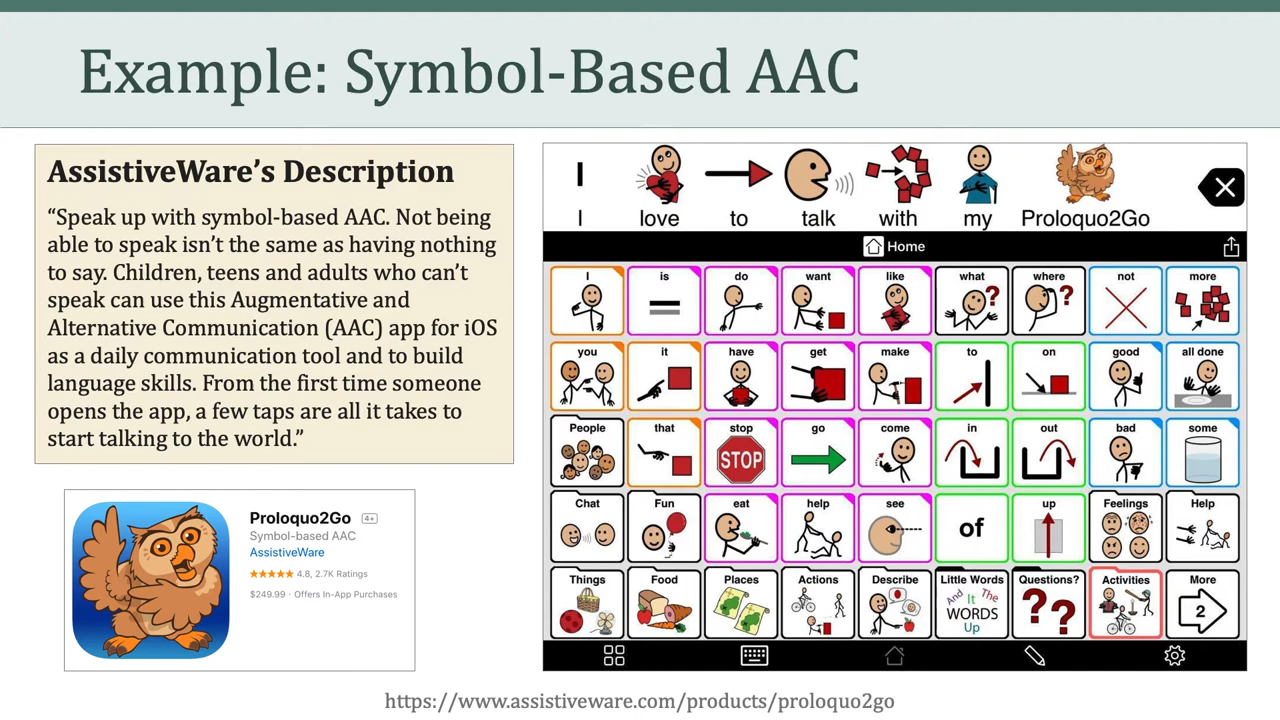 Example: Symbol-Based AAC
AssistiveWare’s Description
“Speak up with symbol-based AAC. Not being
able to speak isn’t the same as having nothing
to say. Children, teens and adults who can’t
speak can use this Augmentative and
Alternative Communication (AAC) app for iOS
as a daily communication tool and to build
language skills. From the first time someone
opens the app, a few taps are all it takes to
start talking to the world.”
Proloquo2Go 4+
Symbol-based AAC
AssistiveWare
4.8, 2.7K Ratings
$249.99 · Offers In-App Purchases
I
I love to talk with my Proloquo2Go
Home
I is do want like what where not more
you it have get make to on good all done
People that stop go come in out bad some
STOP
Chat Fun eat help see of up Feelings Help
Things Food Places Actions Describe Little Words Questions? Activities More
And It The
WORDS
Up
2
https://www.assistiveware.com/products/proloquo2go